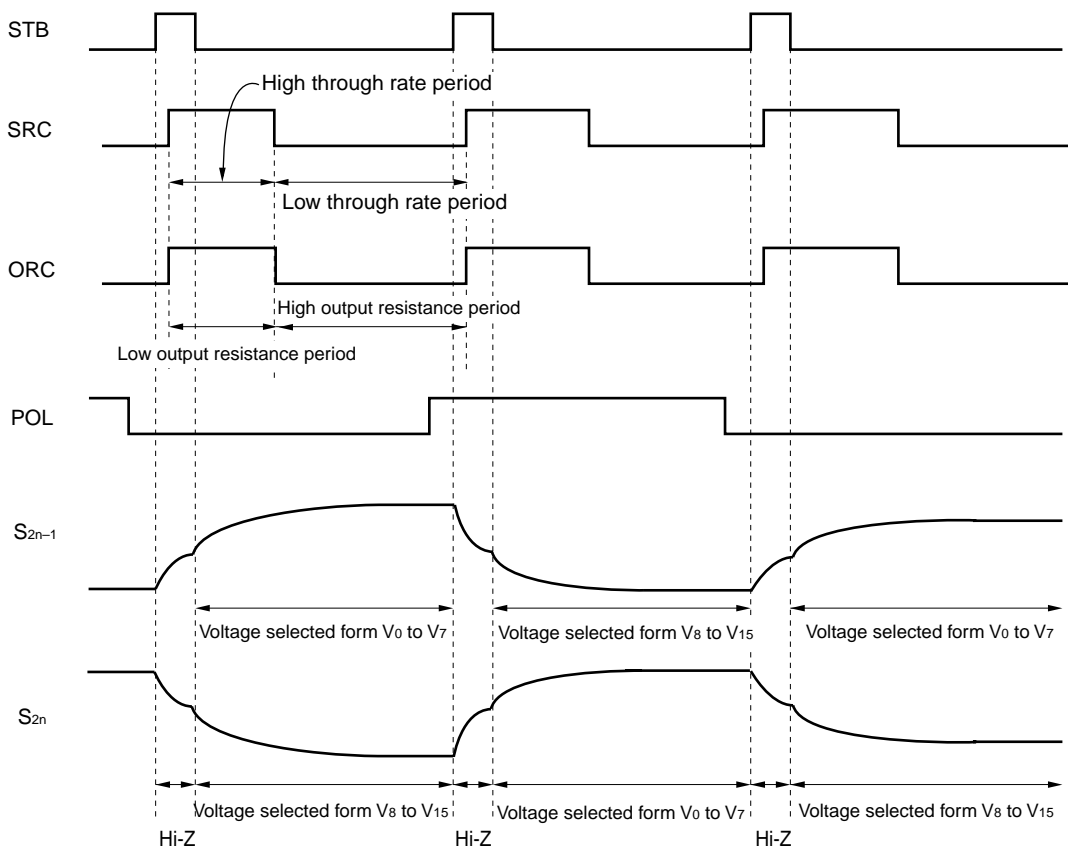 STB
High through rate period
SRC
Low through rate period
ORC
High output resistance period
Low output resistance period
POL
S2n–1
Voltage selected form V0 to V7
Voltage selected form V8 to V15
Voltage selected form V0 to V7
S2n
Voltage selected form V8 to V15
Voltage selected form V0 to V7
Voltage selected form V8 to V15
Hi-Z
Hi-Z
Hi-Z